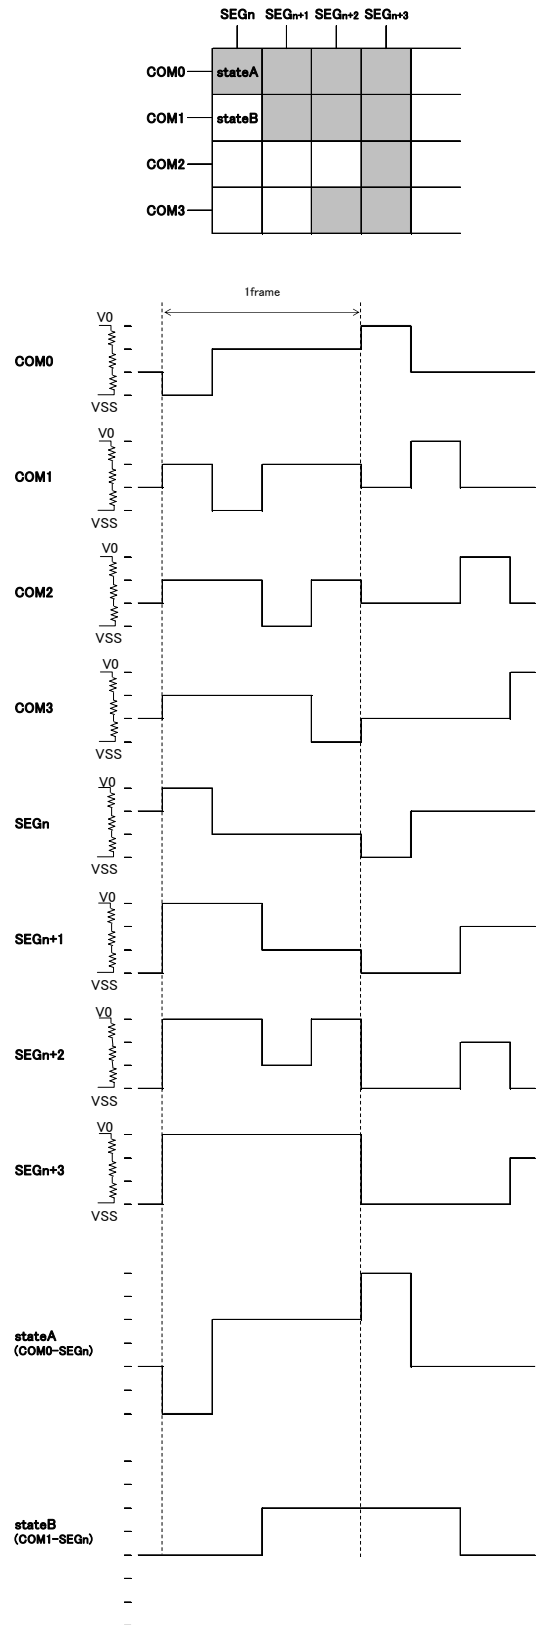 SEGn SEGn+1 SEGn+2 SEGn+3
COM0 stateA
COM1 stateB
COM2
COM3
1frame
V0
COM0
VSS
V0
COM1
VSS
V0
COM2
VSS
V0
COM3
VSS
V0
SEGn
VSS
V0
SEGn+1
VSS
V0
SEGn+2
VSS
V0
SEGn+3
VSS
stateA
(COM0-SEGn)
stateB
(COM1-SEGn)